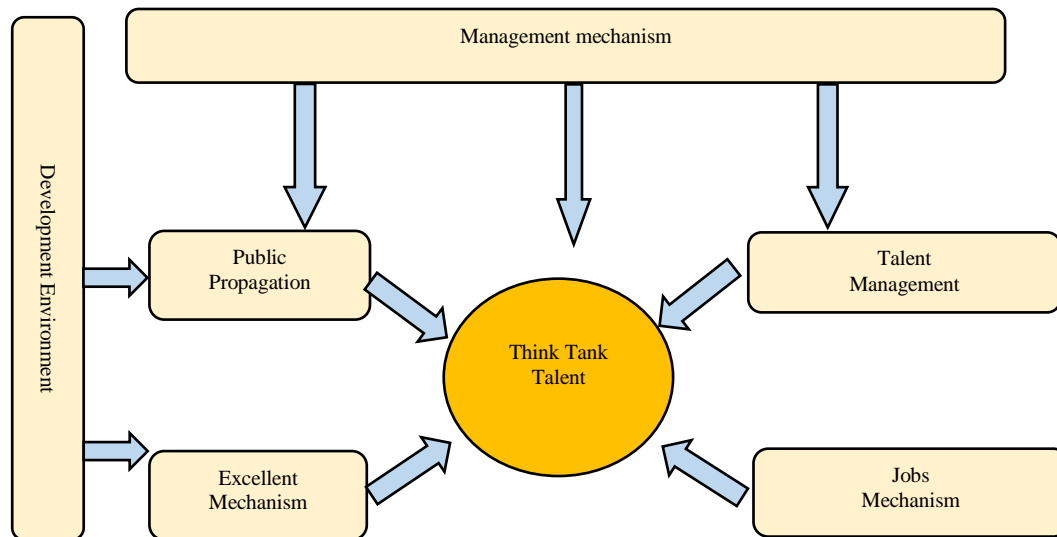 Management mechanism
Development Environment
Public
Propagation
Talent
Management
Think Tank
Talent
Excellent
Mechanism
Jobs
Mechanism